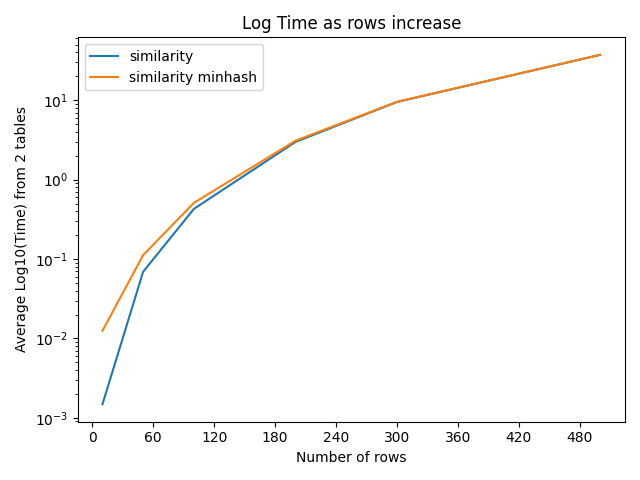 Log Time as rows increase
similarity
similarity minhash
Average Log10(Time) from 2 tables
10¹
10⁰
10⁻¹
10⁻²
10⁻³
0 60 120 180 240 300 360 420 480
Number of rows